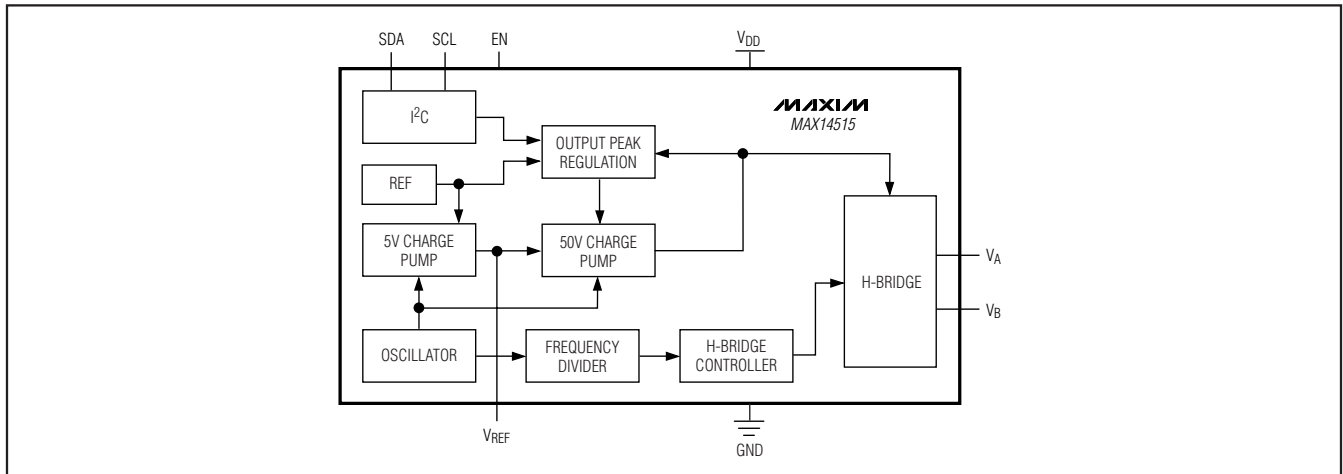 SDA SCL EN VDD
I2C
MAXIM
MAX14515
OUTPUT PEAK
REGULATION
REF
5V CHARGE
PUMP
50V CHARGE
PUMP
H-BRIDGE
VA
VB
OSCILLATOR
FREQUENCY
DIVIDER
H-BRIDGE
CONTROLLER
VREF
GND